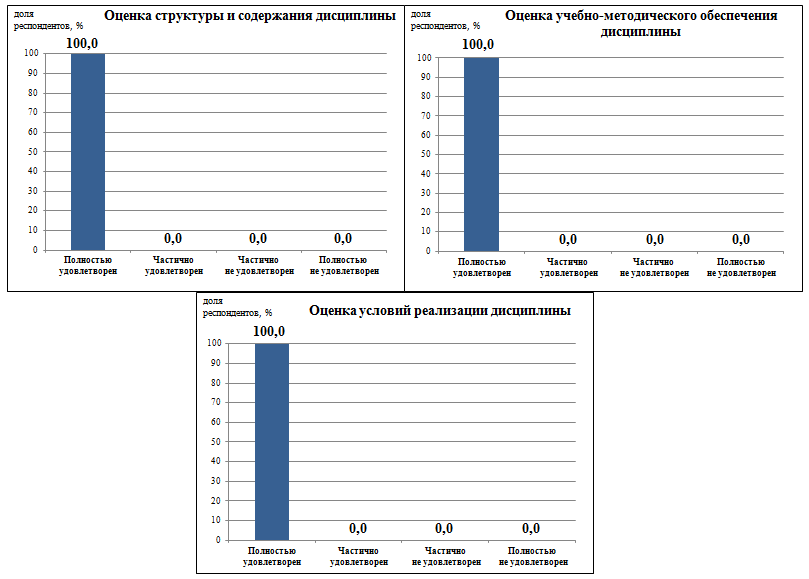 доля
респондентов, %
Оценка структуры и содержания дисциплины
100,0
100
90
80
70
60
50
40
30
20
10
0
0,0 0,0 0,0
Полностью Частично Частично Полностью
удовлетворен удовлетворен не удовлетворен не удовлетворен
доля
респондентов, %
Оценка учебно-методического обеспечения
дисциплины
100,0
100
90
80
70
60
50
40
30
20
10
0
0,0 0,0 0,0
Полностью Частично Частично Полностью
удовлетворен удовлетворен не удовлетворен не удовлетворен
доля
респондентов, %
Оценка условий реализации дисциплины
100,0
100
90
80
70
60
50
40
30
20
10
0
0,0 0,0 0,0
Полностью Частично Частично Полностью
удовлетворен удовлетворен не удовлетворен не удовлетворен